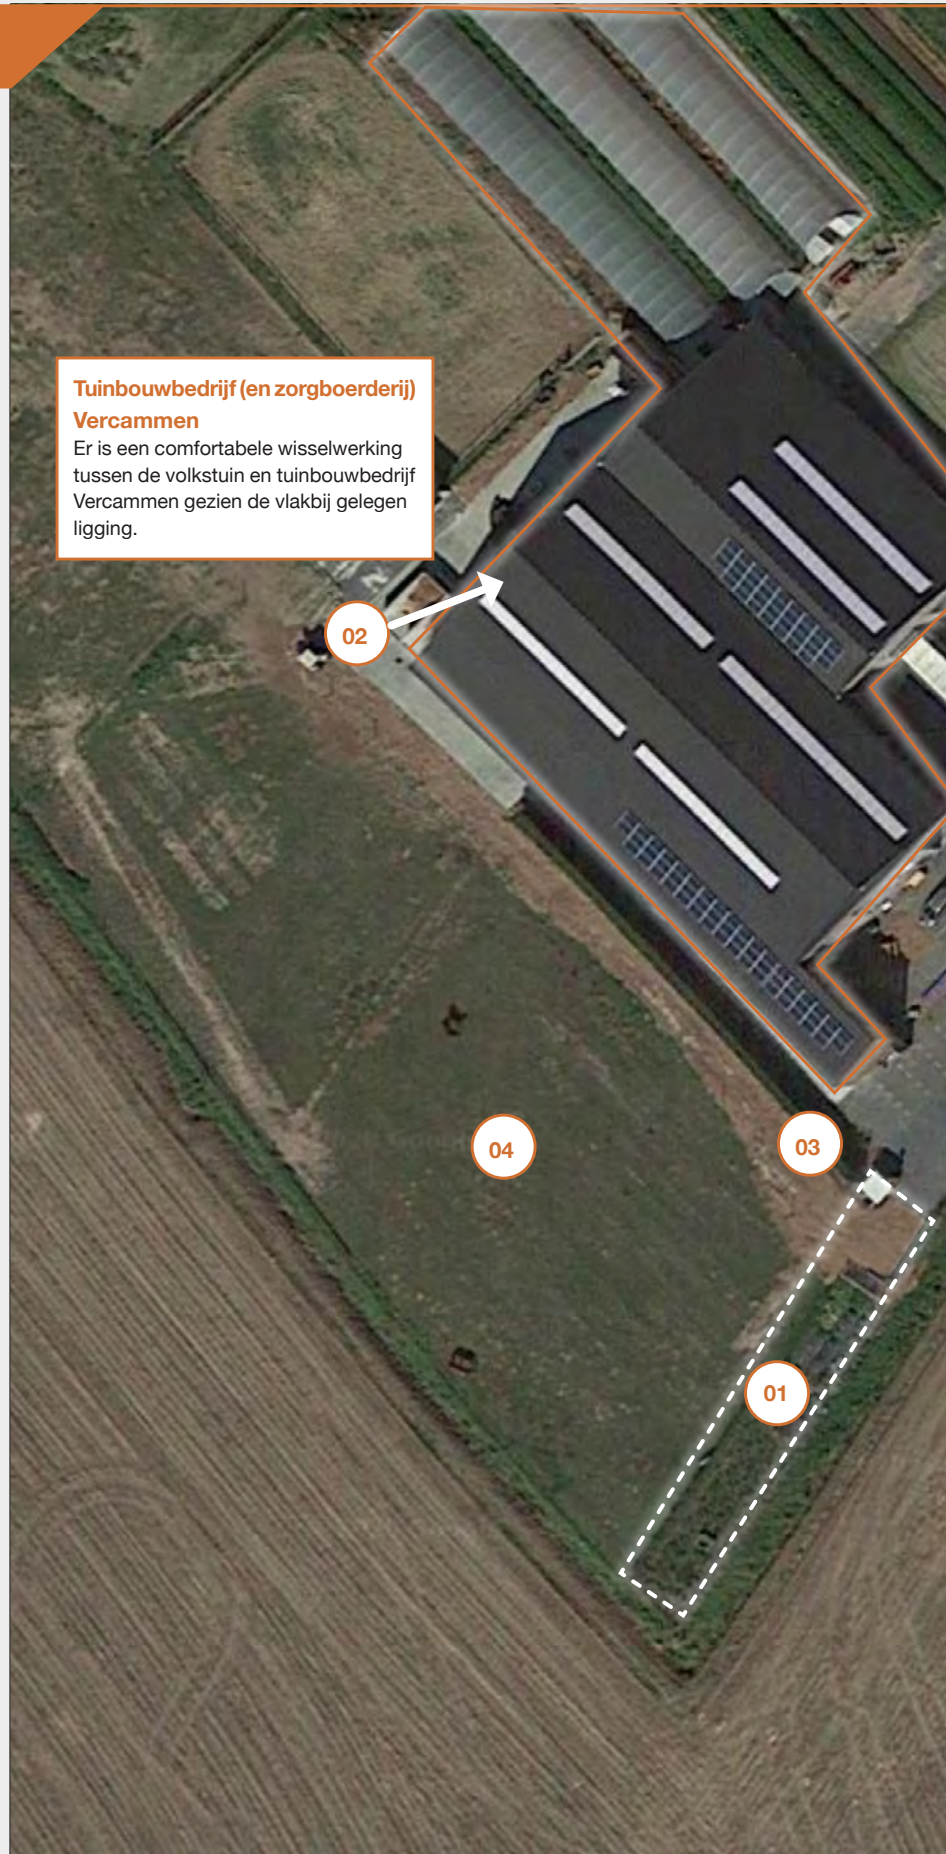 Tuinbouwbedrijf (en zorgboerderij)
Vercammen
Er is een comfortabele wisselwerking
tussen de volkstuin en tuinbouwbedrijf
Vercammen gezien de vlakbij gelegen
ligging.
02
04
03
01